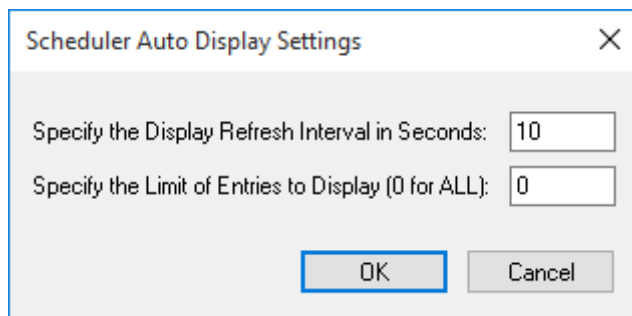 Scheduler Auto Display Settings
Specify the Display Refresh Interval in Seconds: 10
Specify the Limit of Entries to Display (0 for ALL): 0
OK Cancel